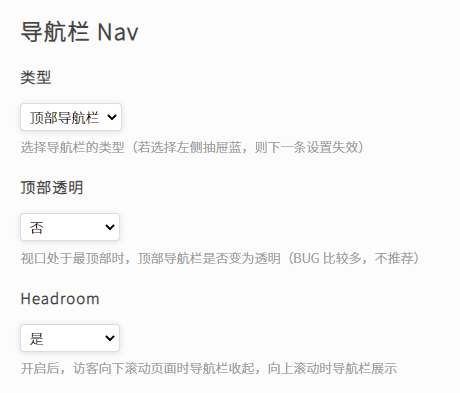 导航栏 Nav
类型
顶部导航栏
选择导航栏的类型（若选择左侧抽屉蓝，则下一条设置失效）
顶部透明
否
视口处于最顶部时，顶部导航栏是否变为透明（BUG 比较多，不推荐）
Headroom
是
开启后，访客向下滚动页面时导航栏收起，向上滚动时导航栏展示